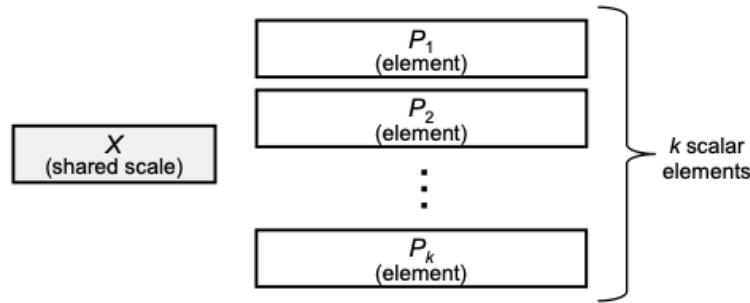 P1
(element)
P2
(element)
X
(shared scale)
⋮
k scalar
elements
Pk
(element)